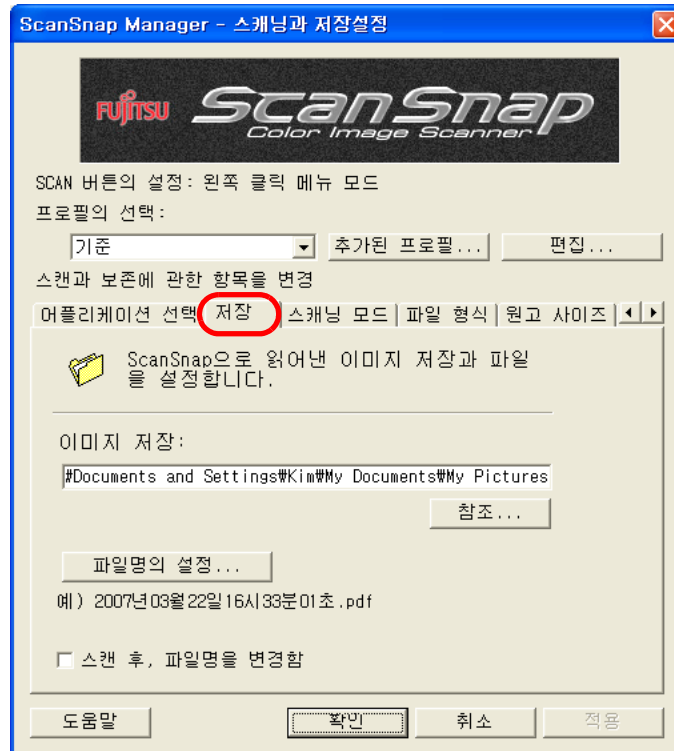 ScanSnap Manager - 스캐닝과 저장설정
FUJITSU ScanSnap
Color Image Scanner
SCAN 버튼의 설정: 왼쪽 클릭 메뉴 모드
프로필의 선택:
기준 추가된 프로필... 편집...
스캔과 보존에 관한 항목을 변경
어플리케이션 선택 저장 스캐닝 모드 파일 형식 원고 사이즈
ScanSnap으로 읽어낸 이미지 저장과 파일
을 설정합니다.
이미지 저장:
₩Documents and Settings₩Kim₩My Documents₩My Pictures
참조...
파일명의 설정...
예) 2007년03월22일16시33분01초.pdf
스캔 후, 파일명을 변경함
도움말 확인 취소 적용